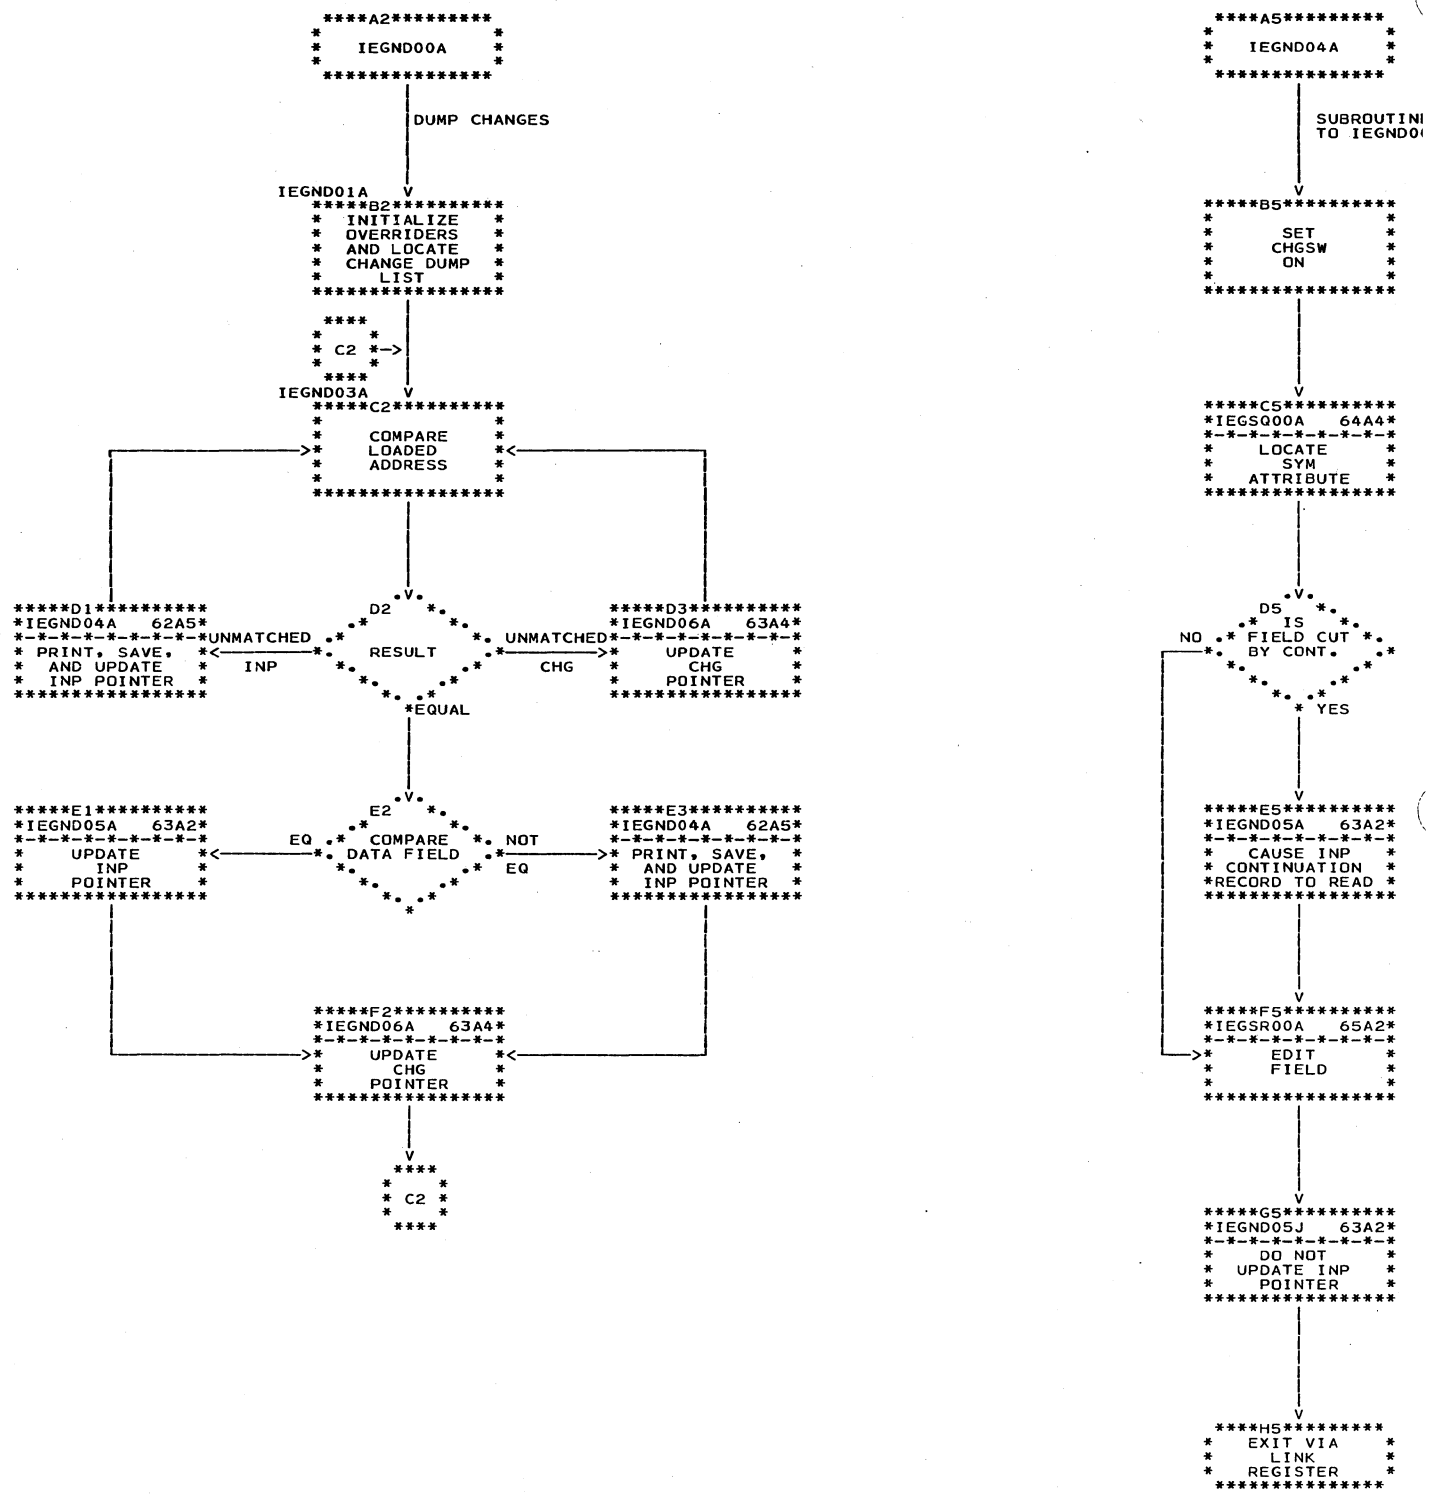 ****A2*********
IEGND00A
DUMP CHANGES
IEGND01A
*****B2**********
INITIALIZE
OVERRIDERS
AND LOCATE
CHANGE DUMP
LIST
C2
IEGND03A
*****C2**********
COMPARE
LOADED
ADDRESS
*****D1**********
*IEGND04A 62A5*
PRINT, SAVE,
AND UPDATE
INP POINTER
UNMATCHED
INP
D2
RESULT
UNMATCHED
CHG
*EQUAL
*****D3**********
*IEGND06A 63A4*
UPDATE
CHG
POINTER
*****E1**********
*IEGND05A 63A2*
UPDATE
INP
POINTER
EQ
E2
COMPARE
DATA FIELD
NOT
EQ
*****E3**********
*IEGND04A 62A5*
PRINT, SAVE,
AND UPDATE
INP POINTER
*****F2**********
*IEGND06A 63A4*
UPDATE
CHG
POINTER
C2
****A5*********
IEGND04A
SUBROUTIN
TO IEGND0
*****B5**********
SET
CHGSW
ON
*****C5**********
*IEGSQ00A 64A4*
LOCATE
SYM
ATTRIBUTE
D5
IS
FIELD CUT
BY CONT.
NO
* YES
*****E5**********
*IEGND05A 63A2*
CAUSE INP
CONTINUATION
*RECORD TO READ *
*****F5**********
*IEGSR00A 65A2*
EDIT
FIELD
*****G5**********
*IEGND05J 63A2*
DO NOT
UPDATE INP
POINTER
****H5*********
EXIT VIA
LINK
REGISTER